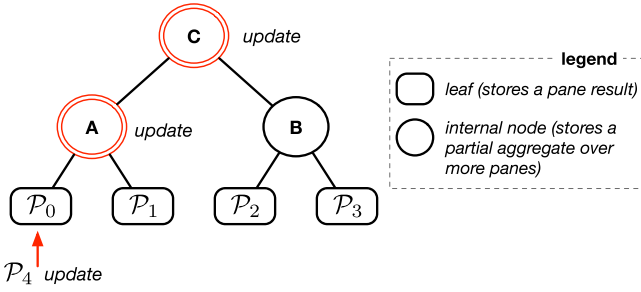 C update
legend
leaf (stores a pane result)
A update
B
internal node (stores a
partial aggregate over
more panes)
𝒫₀ 𝒫₁ 𝒫₂ 𝒫₃
𝒫₄ update